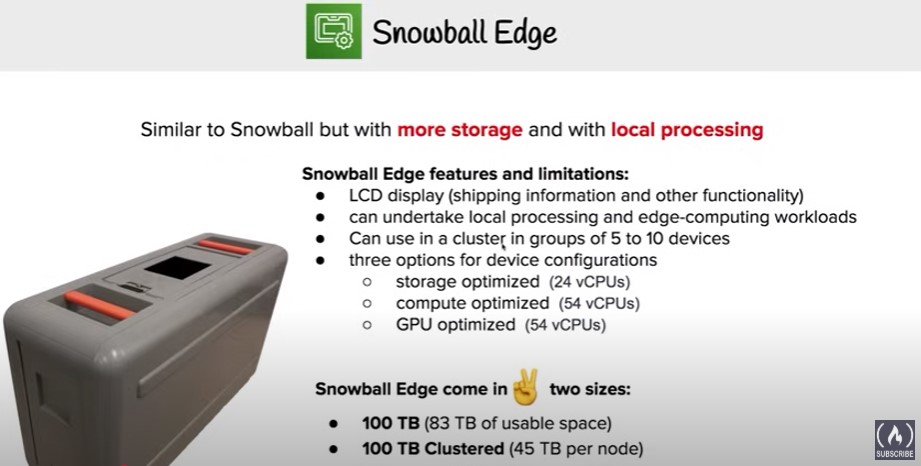 Snowball Edge
Similar to Snowball but with more storage and with local processing
Snowball Edge features and limitations:
● LCD display (shipping information and other functionality)
● can undertake local processing and edge-computing workloads
● Can use in a cluster in groups of 5 to 10 devices
● three options for device configurations
○ storage optimized (24 vCPUs)
○ compute optimized (54 vCPUs)
○ GPU optimized (54 vCPUs)
Snowball Edge come in ✌ two sizes:
● 100 TB (83 TB of usable space)
● 100 TB Clustered (45 TB per node)
SUBSCRIBE